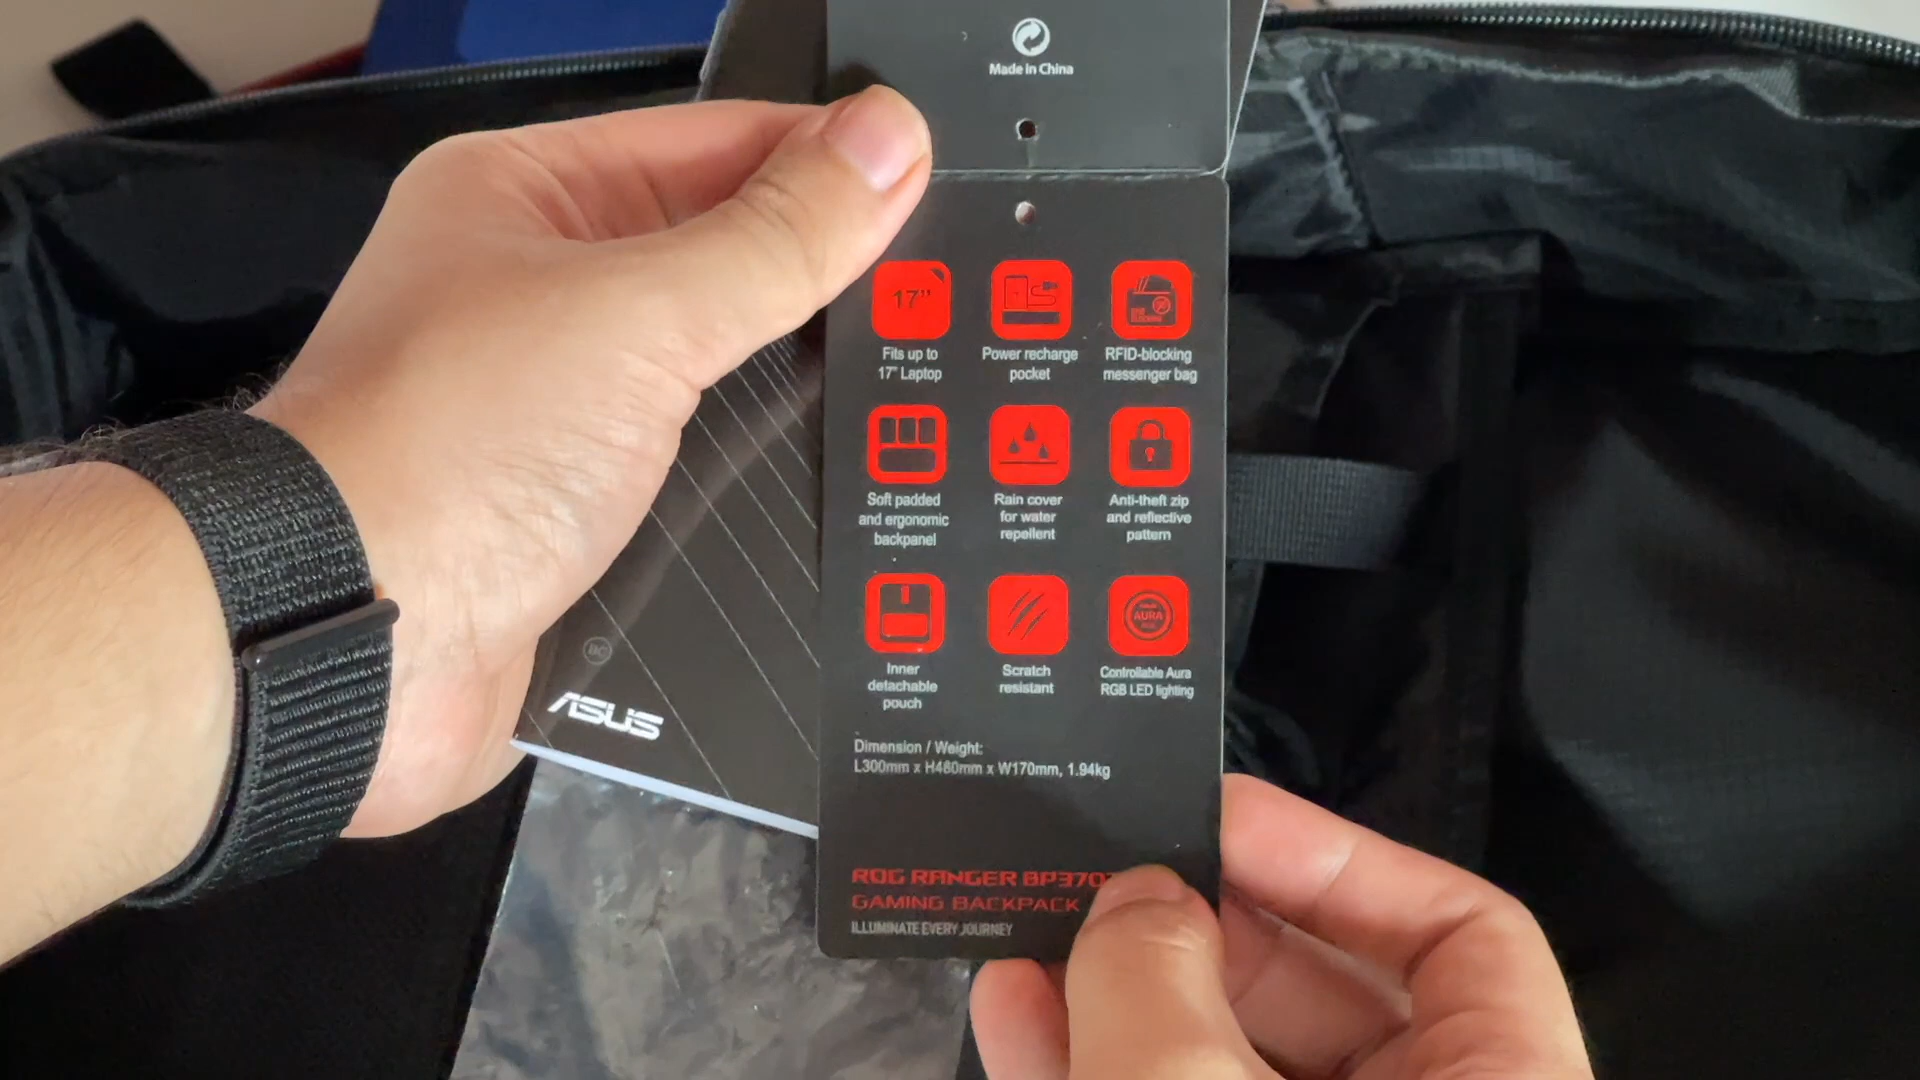 Made in China
17"
Fits up to
17" Laptop
Power recharge
pocket
RFID-blocking
messenger bag
Soft padded
and ergonomic
backpanel
Rain cover
for water
repellent
Anti-theft zip
and reflective
pattern
Inner
detachable
pouch
Scratch
resistant
AURA
Controllable Aura
RGB LED lighting
Dimension / Weight:
L300mm x H480mm x W170mm, 1.94kg
ROG RANGER
GAMING BACKPACK
ILLUMINATE EVERY JOURNEY
BC
ASUS